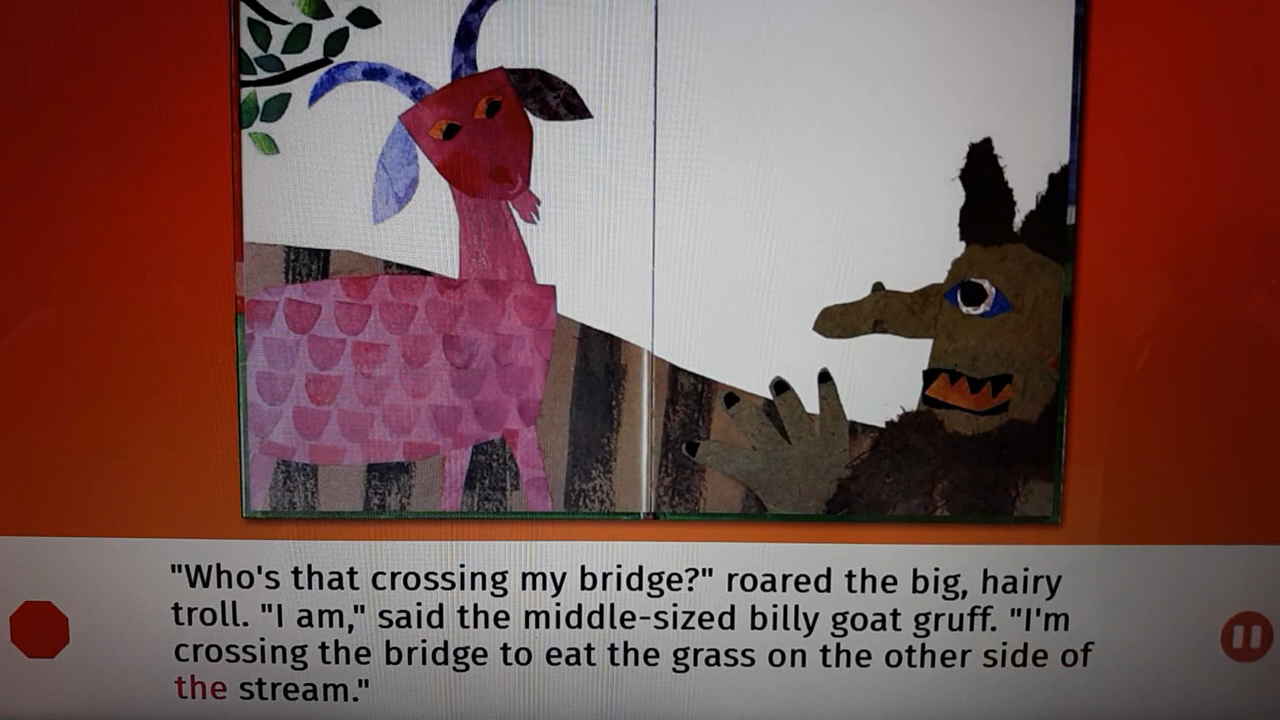 "Who's that crossing my bridge?" roared the big, hairy
troll. "I am," said the middle-sized billy goat gruff. "I'm
crossing the bridge to eat the grass on the other side of
the stream."